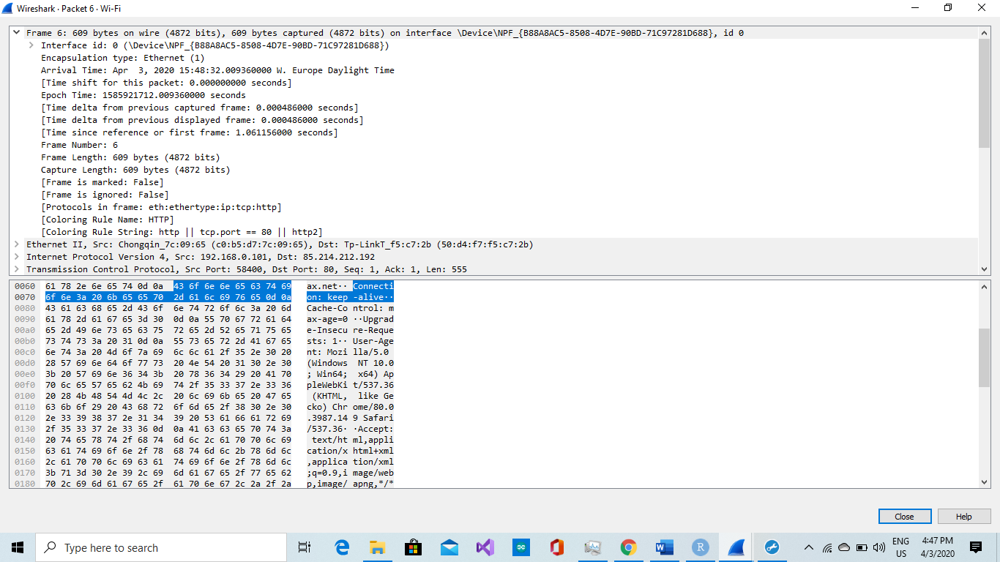 Wireshark · Packet 6 · Wi-Fi
Frame 6: 609 bytes on wire (4872 bits), 609 bytes captured (4872 bits) on interface \Device\NPF_{B88A8AC5-8508-4D7E-90BD-71C97281D688}, id 0
Interface id: 0 (\Device\NPF_{B88A8AC5-8508-4D7E-90BD-71C97281D688})
Encapsulation type: Ethernet (1)
Arrival Time: Apr  3, 2020 15:48:32.009360000 W. Europe Daylight Time
[Time shift for this packet: 0.000000000 seconds]
Epoch Time: 1585921712.009360000 seconds
[Time delta from previous captured frame: 0.000486000 seconds]
[Time delta from previous displayed frame: 0.000486000 seconds]
[Time since reference or first frame: 1.061156000 seconds]
Frame Number: 6
Frame Length: 609 bytes (4872 bits)
Capture Length: 609 bytes (4872 bits)
[Frame is marked: False]
[Frame is ignored: False]
[Protocols in frame: eth:ethertype:ip:tcp:http]
[Coloring Rule Name: HTTP]
[Coloring Rule String: http || tcp.port == 80 || http2]
Ethernet II, Src: Chongqin_7c:09:65 (c0:b5:d7:7c:09:65), Dst: Tp-LinkT_f5:c7:2b (50:d4:f7:f5:c7:2b)
Internet Protocol Version 4, Src: 192.168.0.101, Dst: 85.214.212.192
Transmission Control Protocol, Src Port: 58400, Dst Port: 80, Seq: 1, Ack: 1, Len: 555
0060 61 78 2e 6e 65 74 0d 0a 43 6f 6e 6e 65 63 74 69 ax.net·· Connecti
0070 6f 6e 3a 20 6b 65 65 70 2d 61 6c 69 76 65 0d 0a on: keep -alive··
0080 43 61 63 68 65 2d 43 6f 6e 74 72 6f 6c 3a 20 6d Cache-Co ntrol: m
0090 61 78 2d 61 67 65 3d 30 0d 0a 55 70 67 72 61 64 ax-age=0 ··Upgrad
00a0 65 2d 49 6e 73 65 63 75 72 65 2d 52 65 71 75 65 e-Insecu re-Reque
00b0 73 74 73 3a 20 31 0d 0a 55 73 65 72 2d 41 67 65 sts: 1·· User-Age
00c0 6e 74 3a 20 4d 6f 7a 69 6c 6c 61 2f 35 2e 30 20 nt: Mozi lla/5.0
00d0 28 57 69 6e 64 6f 77 73 20 4e 54 20 31 30 2e 30 (Windows  NT 10.0
00e0 3b 20 57 69 6e 36 34 3b 20 78 36 34 29 20 41 70 ; Win64;  x64) Ap
00f0 70 6c 65 57 65 62 4b 69 74 2f 35 33 37 2e 33 36 pleWebKi t/537.36
0100 20 28 4b 48 54 4d 4c 2c 20 6c 69 6b 65 20 47 65 (KHTML,  like Ge
0110 63 6b 6f 29 20 43 68 72 6f 6d 65 2f 38 30 2e 30 cko) Chr ome/80.0
0120 2e 33 39 38 37 2e 31 34 39 20 53 61 66 61 72 69 .3987.14 9 Safari
0130 2f 35 33 37 2e 33 36 0d 0a 41 63 63 65 70 74 3a /537.36· ·Accept:
0140 20 74 65 78 74 2f 68 74 6d 6c 2c 61 70 70 6c 69 text/ht ml,appli
0150 63 61 74 69 6f 6e 2f 78 68 74 6d 6c 2b 78 6d 6c cation/x html+xml
0160 2c 61 70 70 6c 69 63 61 74 69 6f 6e 2f 78 6d 6c ,applica tion/xml
0170 3b 71 3d 30 2e 39 2c 69 6d 61 67 65 2f 77 65 62 ;q=0.9,i mage/web
0180 70 2c 69 6d 61 67 65 2f 61 70 6e 67 2c 2a 2f 2a p,image/ apng,*/*
Close
Help
Type here to search
R
ENG
US
4:47 PM
4/3/2020